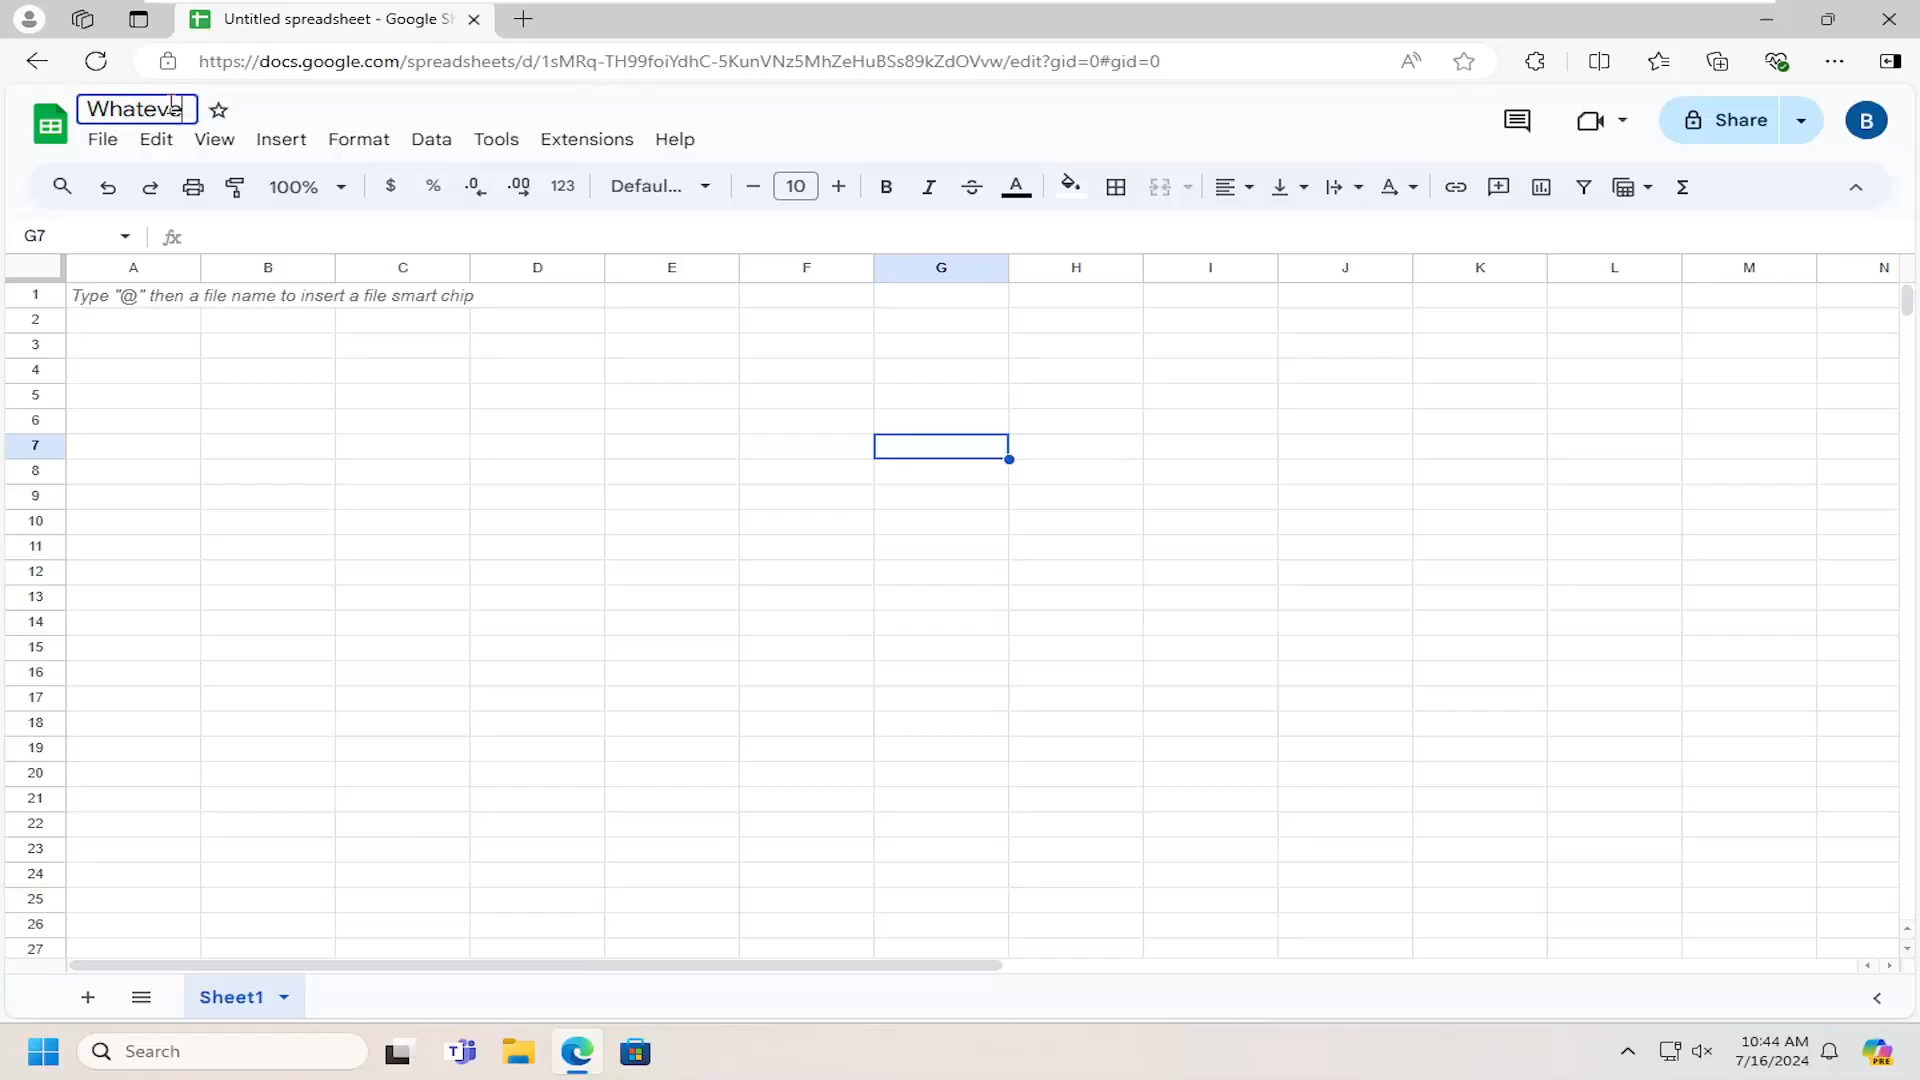 Untitled spreadsheet - Google Sh
https://docs.google.com/spreadsheets/d/1sMRq-TH99foiYdhC-5KunVNz5MhZeHuBSs89kZdOVvw/edit?gid=0#gid=0
Whateve
File Edit View Insert Format Data Tools Extensions Help
Share
B
100% $ % .0 .00 123 Defaul... 10 B I S A Σ
G7 fx
A B C D E F G H I J K L M N
1 Type "@" then a file name to insert a file smart chip
2
3
4
5
6
7
8
9
10
11
12
13
14
15
16
17
18
19
20
21
22
23
24
25
26
27
Sheet1
Search
10:44 AM
7/16/2024
PRE